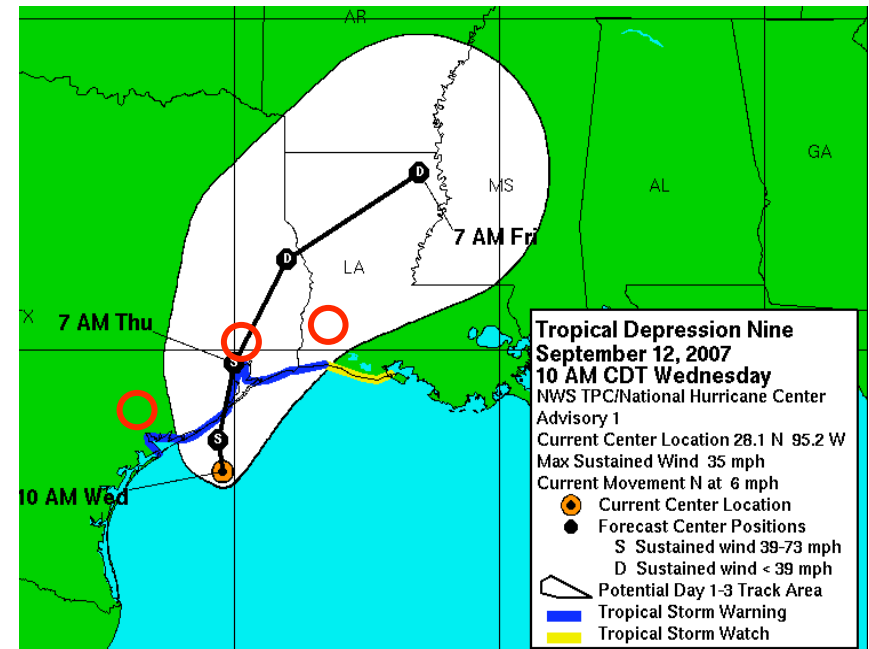 AR
GA
MS
AL
D
7 AM Fri
LA
D
X
7 AM Thu
S
S
10 AM Wed
Tropical Depression Nine
September 12, 2007
10 AM CDT Wednesday
NWS TPC/National Hurricane Center
Advisory 1
Current Center Location 28.1 N 95.2 W
Max Sustained Wind 35 mph
Current Movement N at 6 mph
Current Center Location
Forecast Center Positions
S Sustained wind 39-73 mph
D Sustained wind < 39 mph
Potential Day 1-3 Track Area
Tropical Storm Warning
Tropical Storm Watch